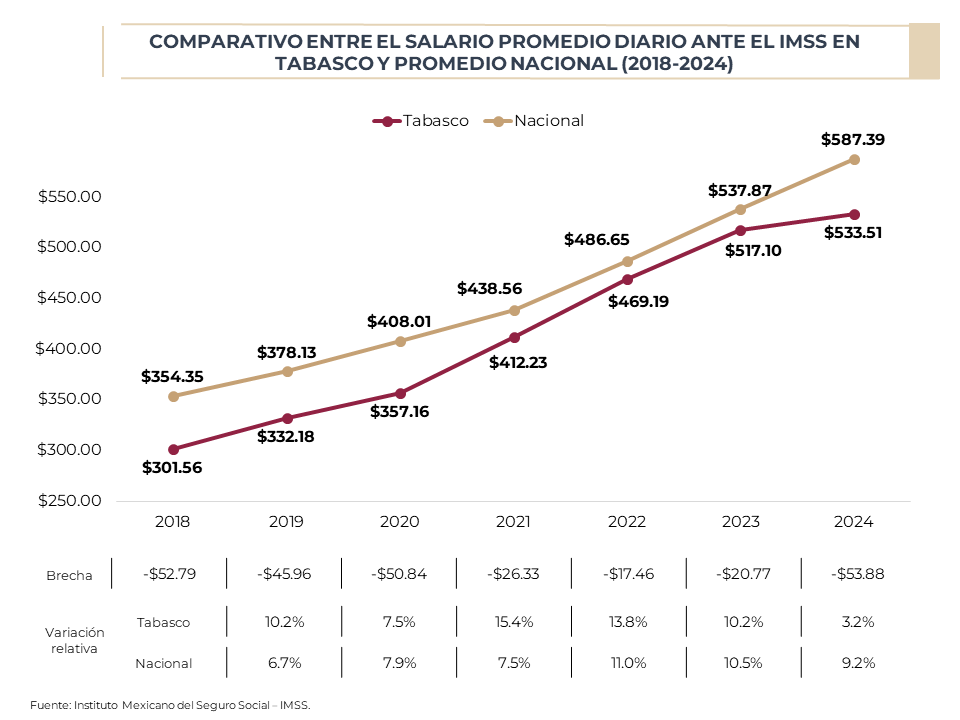 COMPARATIVO ENTRE EL SALARIO PROMEDIO DIARIO ANTE EL IMSS EN
TABASCO Y PROMEDIO NACIONAL (2018-2024)
Tabasco Nacional
$550.00
$500.00
$450.00
$400.00
$350.00
$300.00
$250.00
$354.35
$378.13
$408.01
$438.56
$486.65
$537.87
$587.39
$301.56
$332.18
$357.16
$412.23
$469.19
$517.10
$533.51
2018 2019 2020 2021 2022 2023 2024
Brecha -$52.79 -$45.96 -$50.84 -$26.33 -$17.46 -$20.77 -$53.88
Variación
relativa
Tabasco 10.2% 7.5% 15.4% 13.8% 10.2% 3.2%
Nacional 6.7% 7.9% 7.5% 11.0% 10.5% 9.2%
Fuente: Instituto Mexicano del Seguro Social – IMSS.